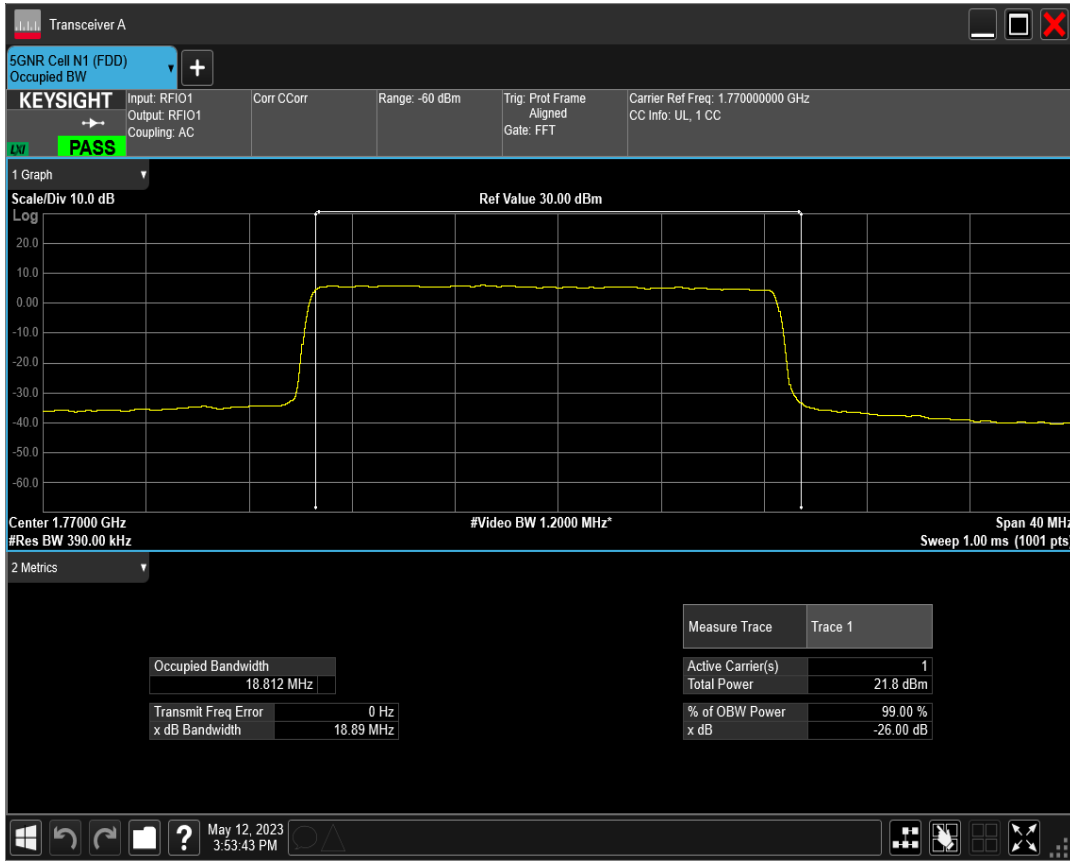 Transceiver A
5GNR Cell N1 (FDD)
Occupied BW
+
KEYSIGHT
LXI
PASS
Input: RFIO1
Output: RFIO1
Coupling: AC
Corr CCorr
Range: -60 dBm
Trig: Prot Frame
Aligned
Gate: FFT
Carrier Ref Freq: 1.770000000 GHz
CC Info: UL, 1 CC
1 Graph
Scale/Div 10.0 dB
Ref Value 30.00 dBm
Log
20.0
10.0
0.00
-10.0
-20.0
-30.0
-40.0
-50.0
-60.0
Center 1.77000 GHz
#Video BW 1.2000 MHz*
Span 40 MHz
#Res BW 390.00 kHz
Sweep 1.00 ms (1001 pts)
2 Metrics
Measure Trace Trace 1
Occupied Bandwidth
18.812 MHz
Transmit Freq Error 0 Hz
x dB Bandwidth 18.89 MHz
Active Carrier(s) 1
Total Power 21.8 dBm
% of OBW Power 99.00 %
x dB -26.00 dB
?
May 12, 2023
3:53:43 PM